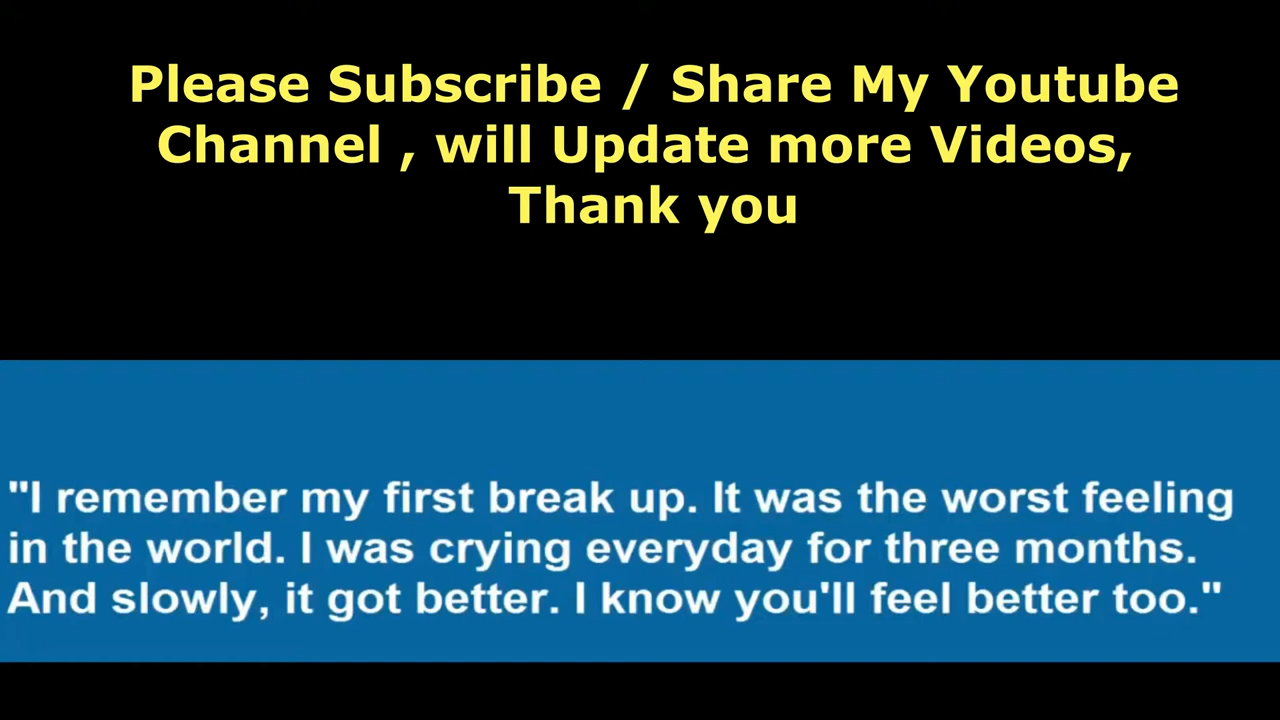 Please Subscribe / Share My Youtube
Channel , will Update more Videos,
Thank you
"I remember my first break up. It was the worst feeling
in the world. I was crying everyday for three months.
And slowly, it got better. I know you'll feel better too."